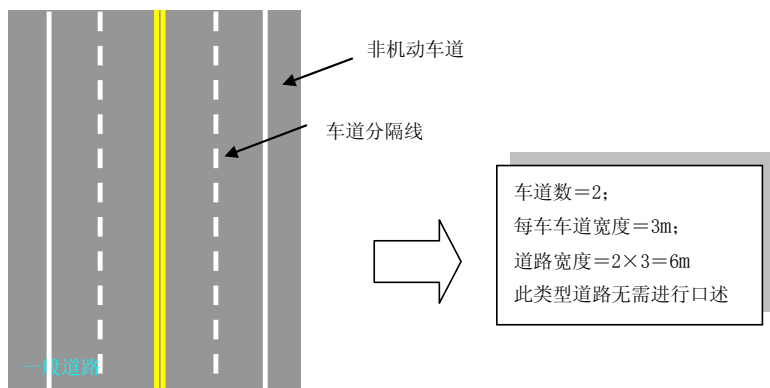 非机动车道
车道分隔线
车道数＝2；
每车车道宽度＝3m；
道路宽度＝2×3＝6m
此类型道路无需进行口述
一段道路